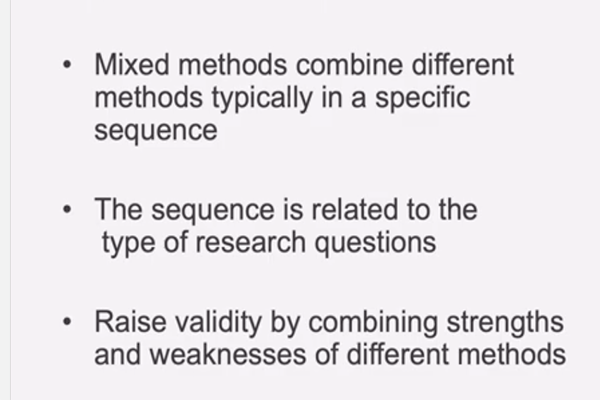 • Mixed methods combine different
methods typically in a specific
sequence
• The sequence is related to the
type of research questions
• Raise validity by combining strengths
and weaknesses of different methods